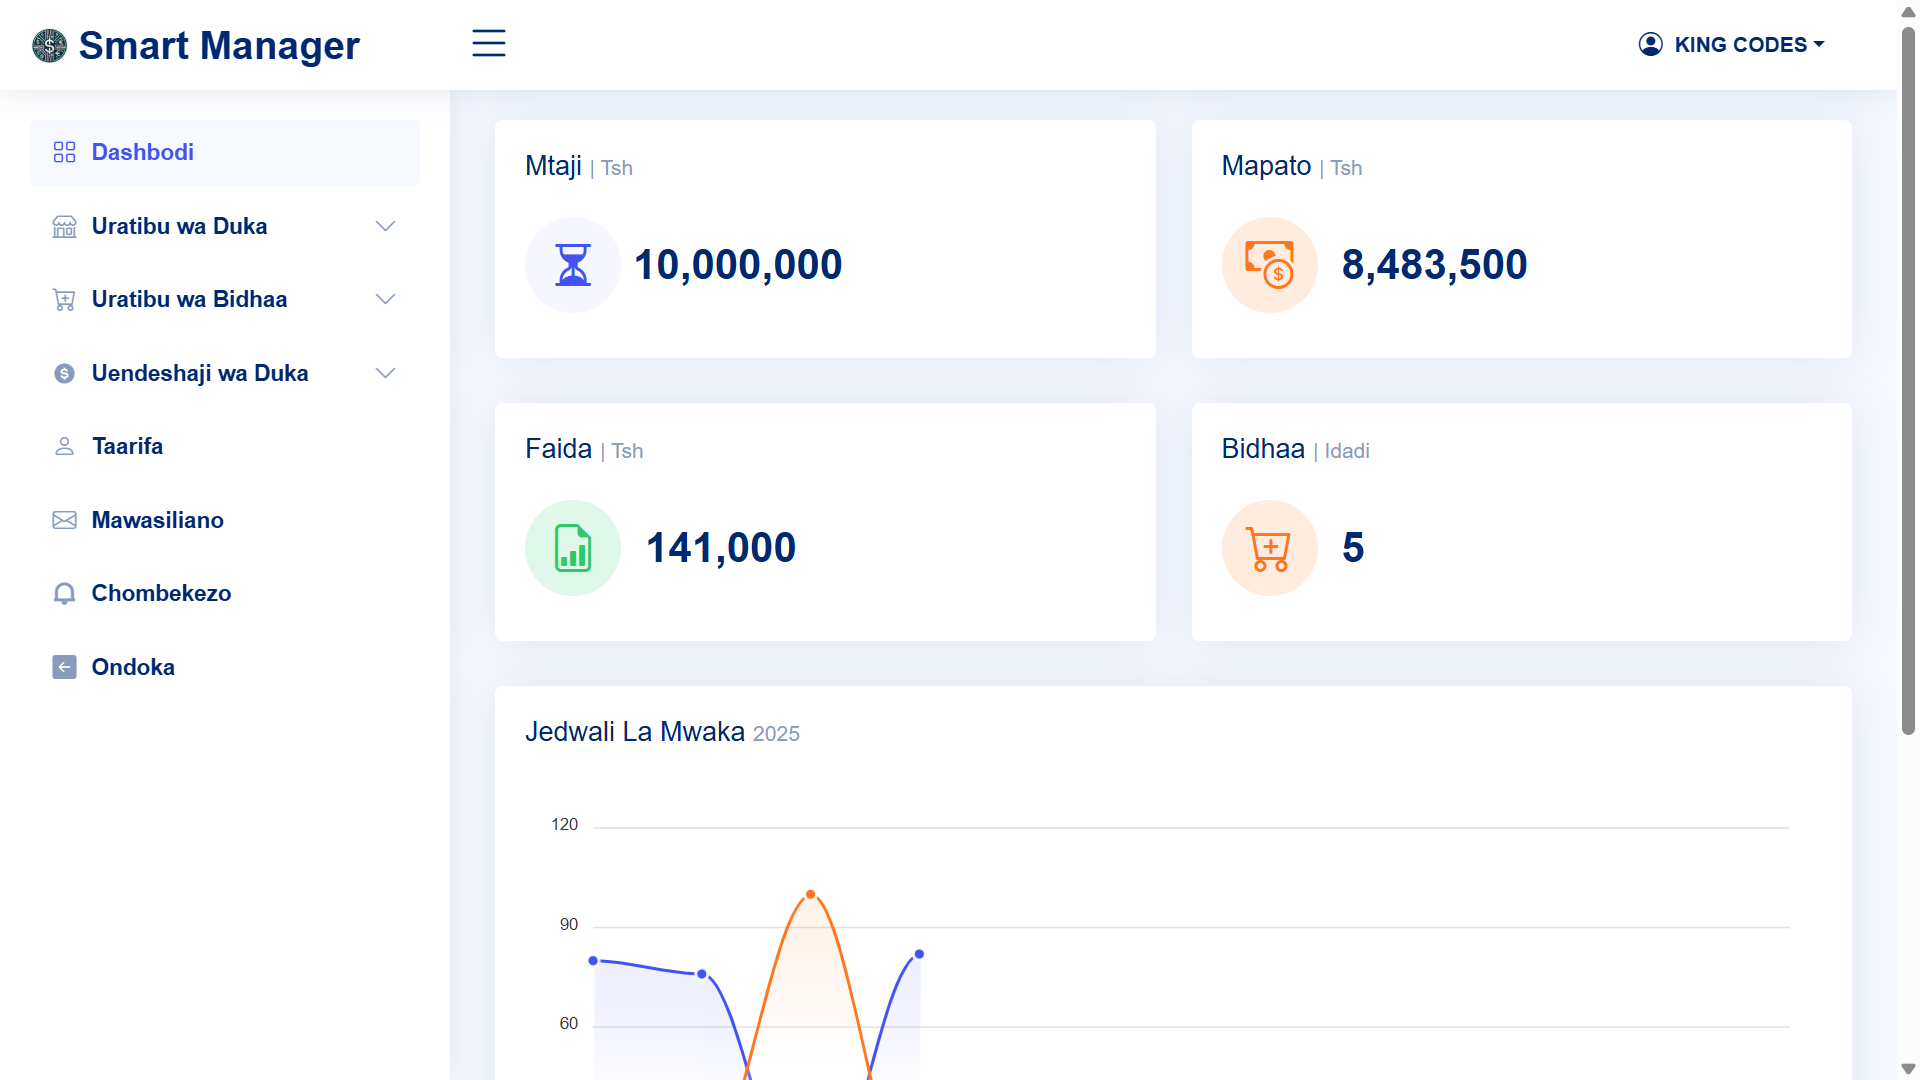 Smart Manager
KING CODES
Dashbodi
Uratibu wa Duka
Uratibu wa Bidhaa
Uendeshaji wa Duka
Taarifa
Mawasiliano
Chombekezo
Ondoka
Mtaji | Tsh
10,000,000
Mapato | Tsh
8,483,500
Faida | Tsh
141,000
Bidhaa | Idadi
5
Jedwali La Mwaka 2025
120
90
60